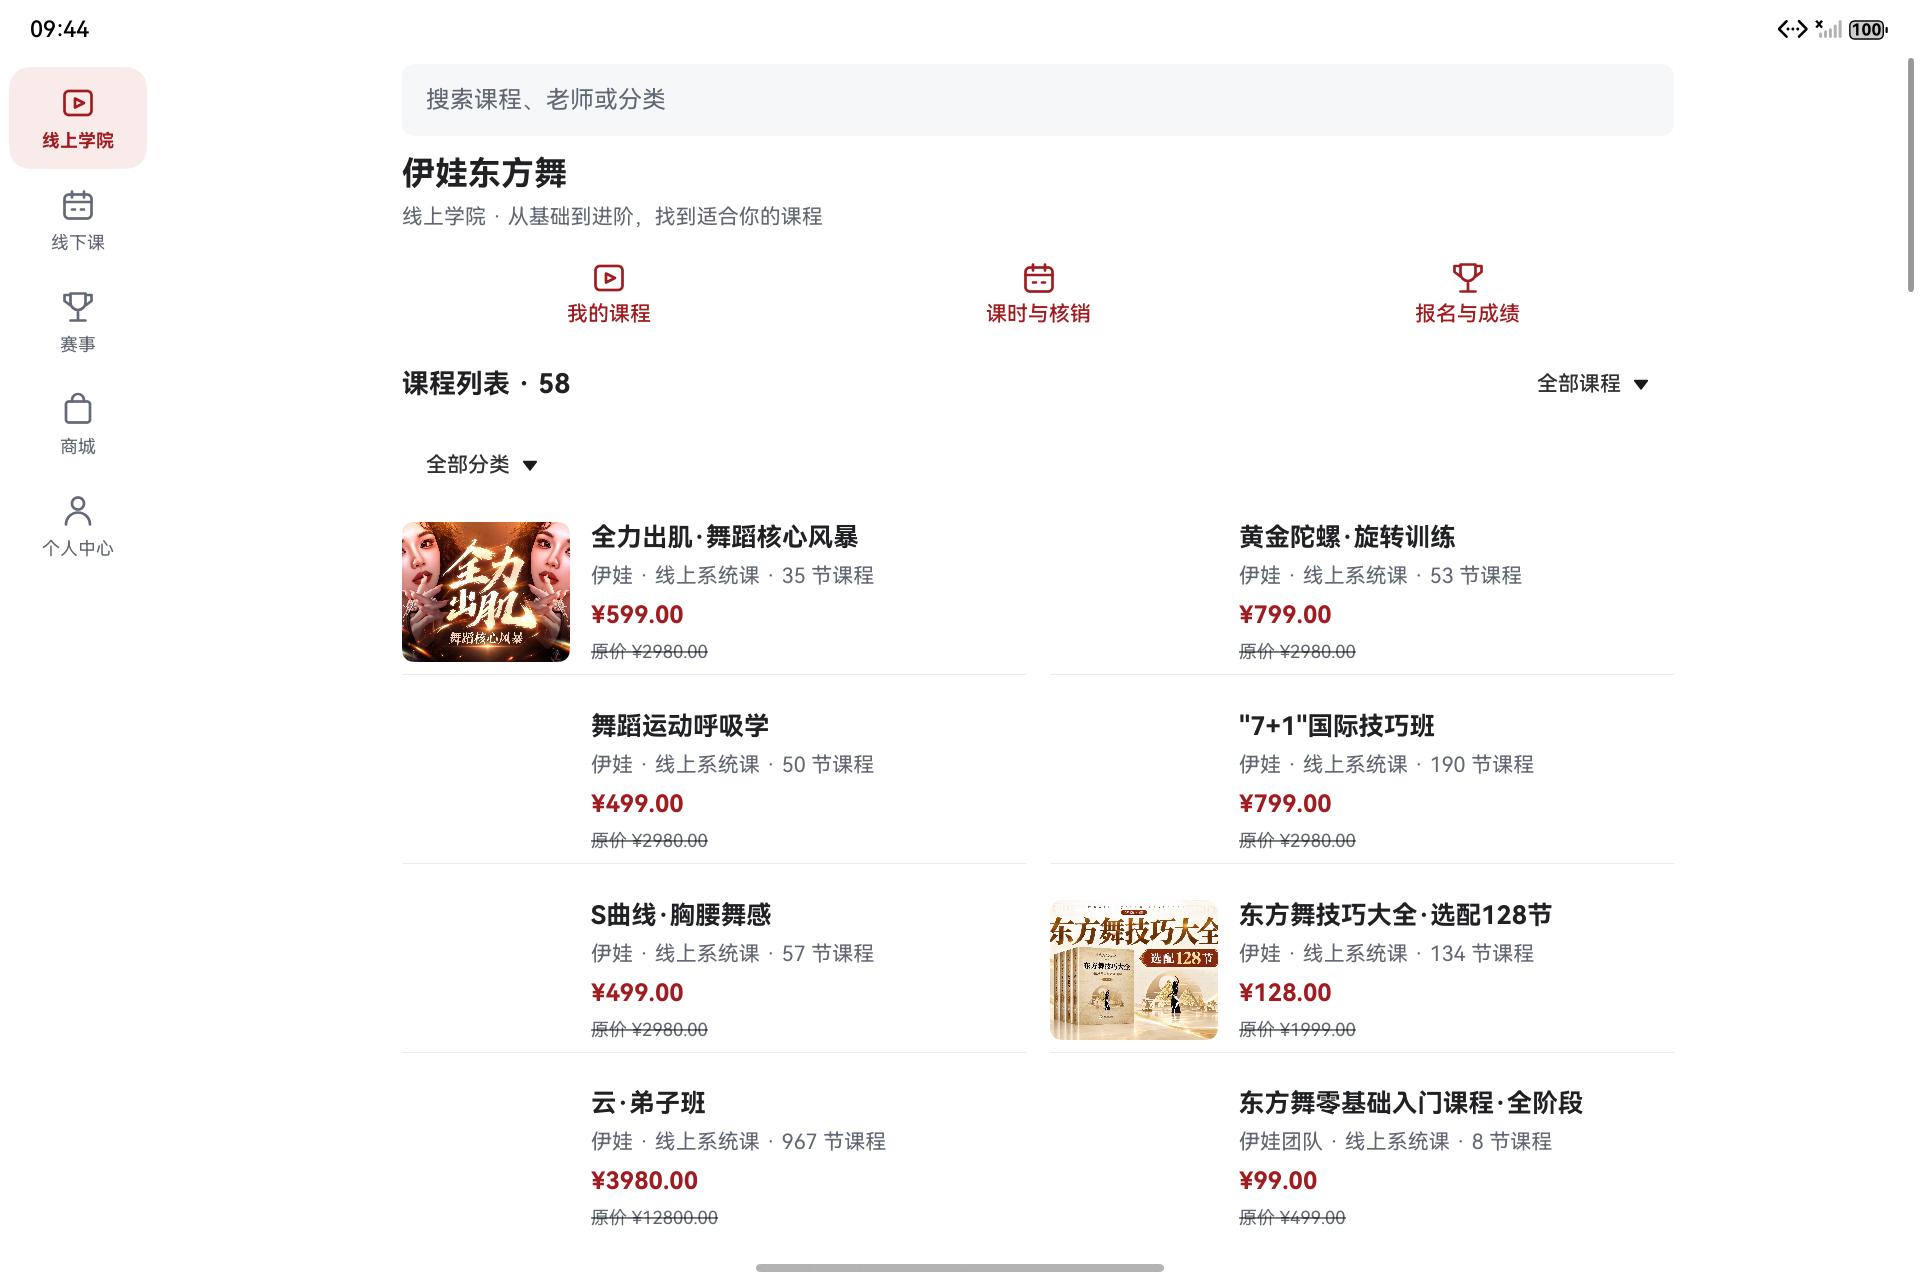 09:44
100
线上学院
线下课
赛事
商城
个人中心
搜索课程、老师或分类
伊娃东方舞
线上学院 · 从基础到进阶，找到适合你的课程
我的课程
课时与核销
报名与成绩
课程列表 · 58
全部课程
全部分类
全力出肌
舞蹈核心风暴
全力出肌·舞蹈核心风暴
伊娃 · 线上系统课 · 35 节课程
¥599.00
原价 ¥2980.00
黄金陀螺·旋转训练
伊娃 · 线上系统课 · 53 节课程
¥799.00
原价 ¥2980.00
舞蹈运动呼吸学
伊娃 · 线上系统课 · 50 节课程
¥499.00
原价 ¥2980.00
"7+1"国际技巧班
伊娃 · 线上系统课 · 190 节课程
¥799.00
原价 ¥2980.00
S曲线·胸腰舞感
伊娃 · 线上系统课 · 57 节课程
¥499.00
原价 ¥2980.00
东方舞技巧大全
选配128节
东方舞技巧大全
东方舞技巧大全·选配128节
伊娃 · 线上系统课 · 134 节课程
¥128.00
原价 ¥1999.00
云·弟子班
伊娃 · 线上系统课 · 967 节课程
¥3980.00
原价 ¥12800.00
东方舞零基础入门课程·全阶段
伊娃团队 · 线上系统课 · 8 节课程
¥99.00
原价 ¥499.00